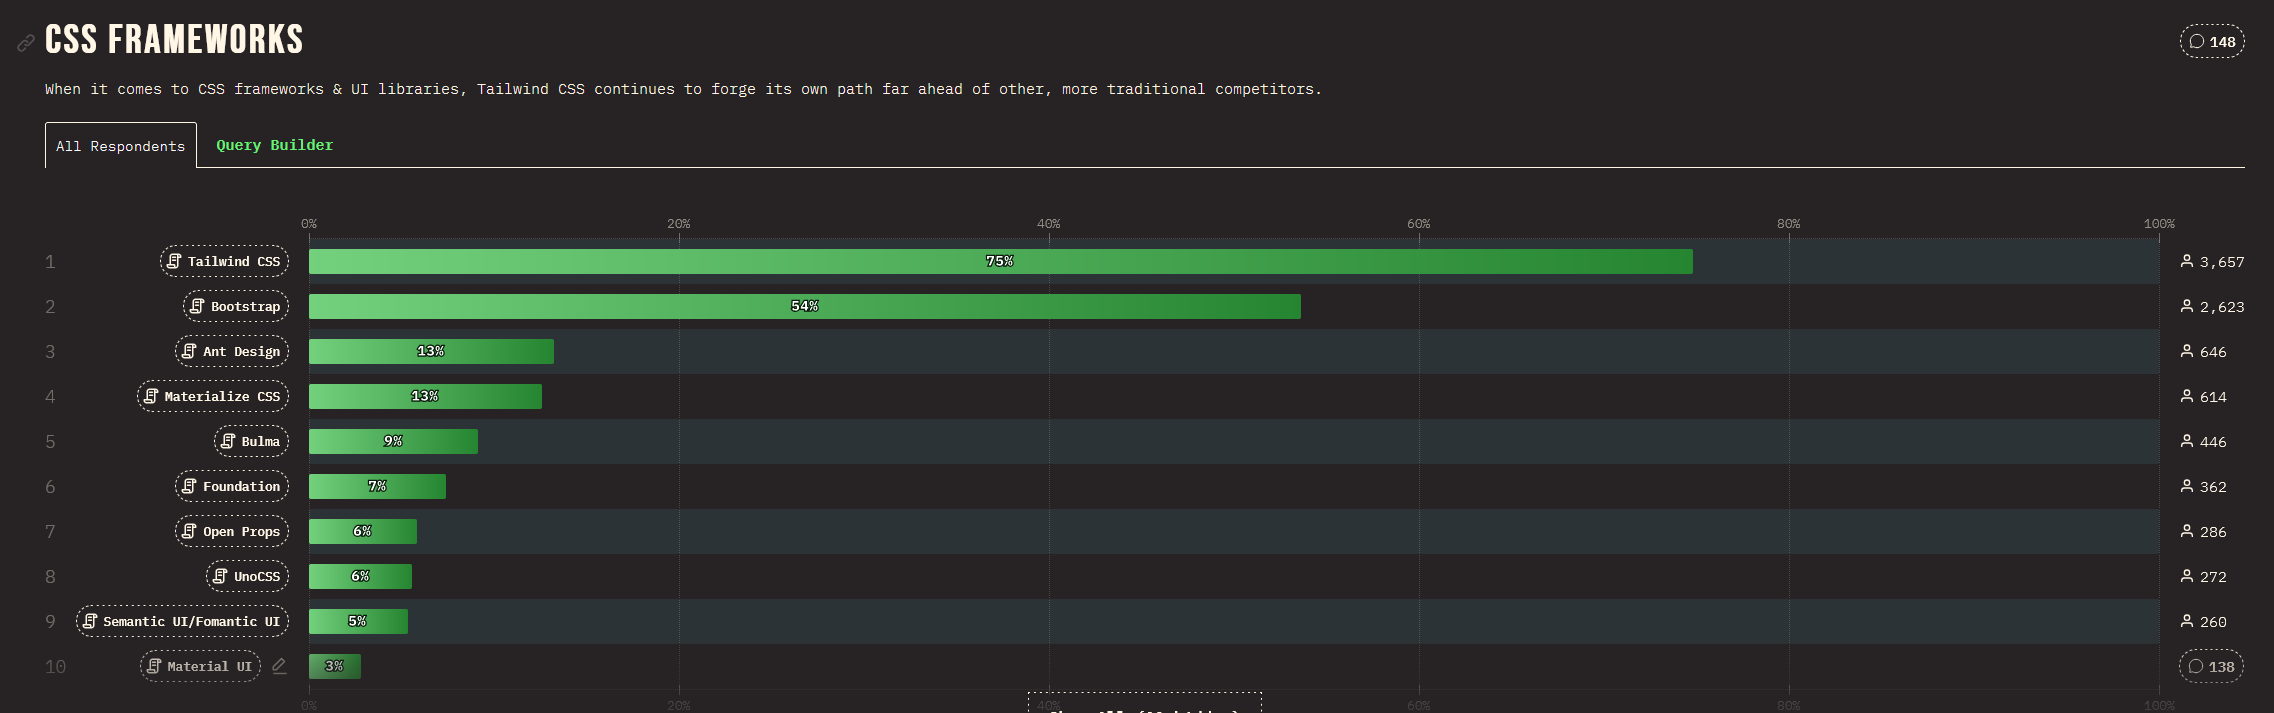 CSS FRAMEWORKS
148
When it comes to CSS frameworks & UI libraries, Tailwind CSS continues to forge its own path far ahead of other, more traditional competitors.
All Respondents
Query Builder
0% 20% 40% 60% 80% 100%
1 Tailwind CSS 75% 3,657
2 Bootstrap 54% 2,623
3 Ant Design 13% 646
4 Materialize CSS 13% 614
5 Bulma 9% 446
6 Foundation 7% 362
7 Open Props 6% 286
8 UnoCSS 6% 272
9 Semantic UI/Fomantic UI 5% 260
10 Material UI 3% 138
0% 20% 40% 60% 80% 100%